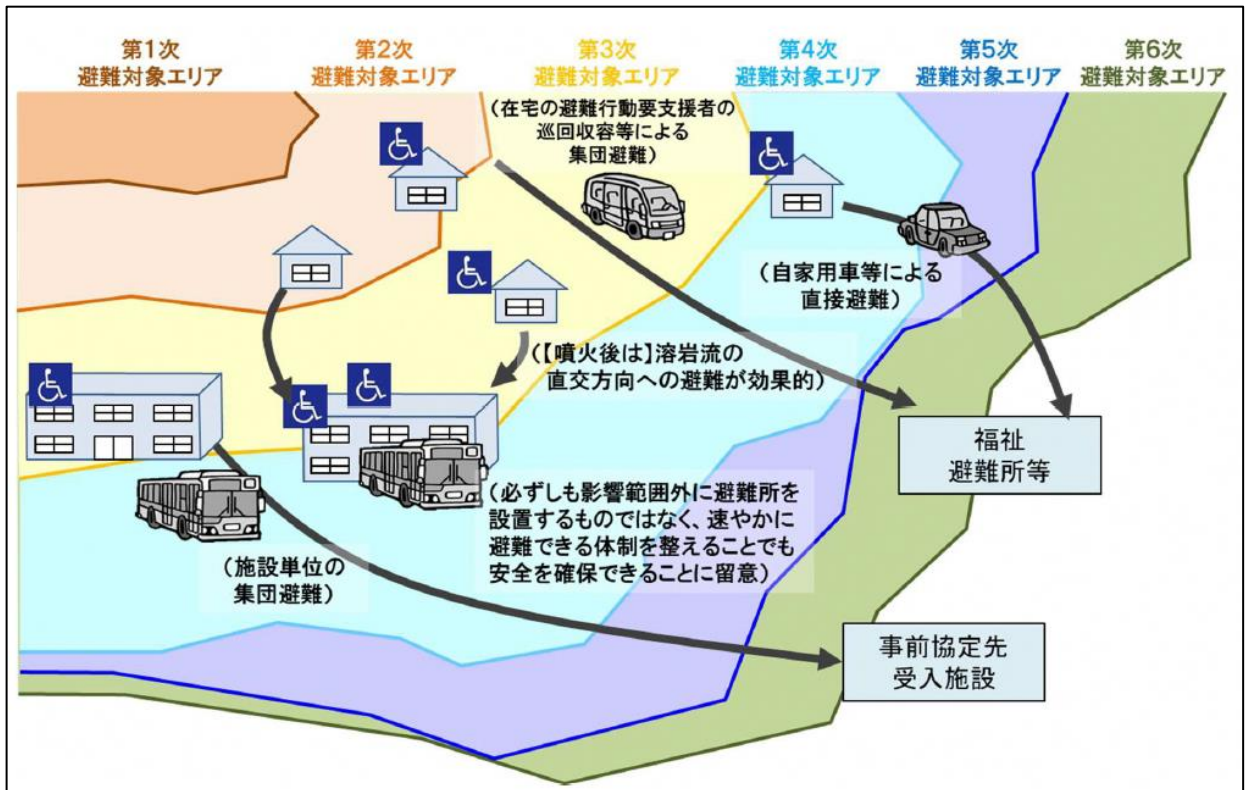 第1次
避難対象エリア
第2次
避難対象エリア
第3次
避難対象エリア
第4次
避難対象エリア
第5次
避難対象エリア
第6次
避難対象エリア
（在宅の避難行動要支援者の
巡回収容等による
集団避難）
（自家用車等による
直接避難）
（【噴火後は】溶岩流の
直交方向への避難が効果的）
福祉
避難所等
（必ずしも影響範囲外に避難所を
設置するものではなく、速やかに
避難できる体制を整えることでも
安全を確保できることに留意）
（施設単位の
集団避難）
事前協定先
受入施設